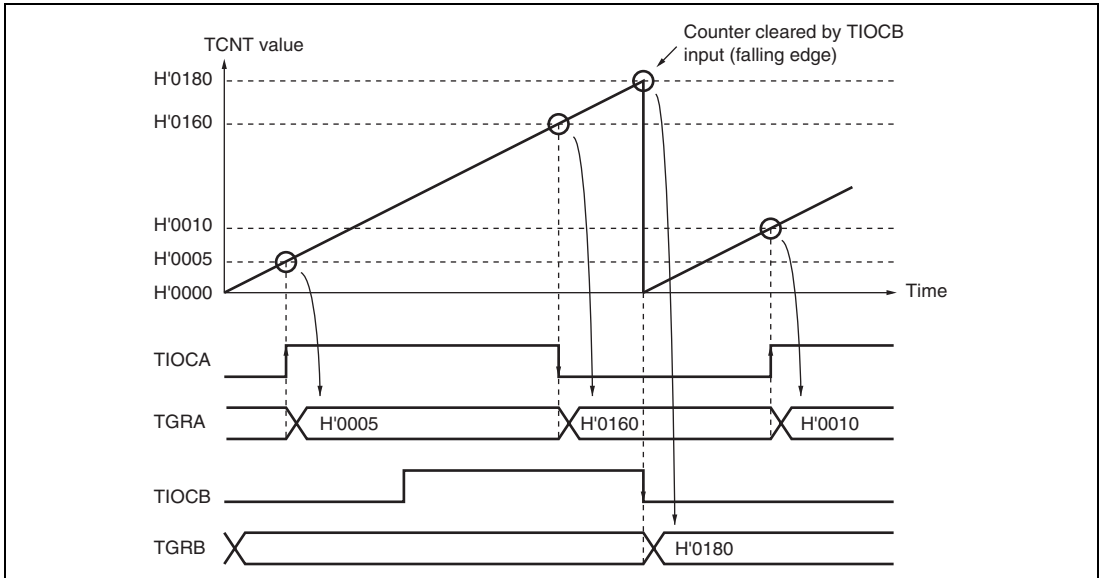 Counter cleared by TIOCB
input (falling edge)
TCNT value
H'0180
H'0160
H'0010
H'0005
H'0000
Time
TIOCA
TGRA
H'0005
H'0160
H'0010
TIOCB
TGRB
H'0180